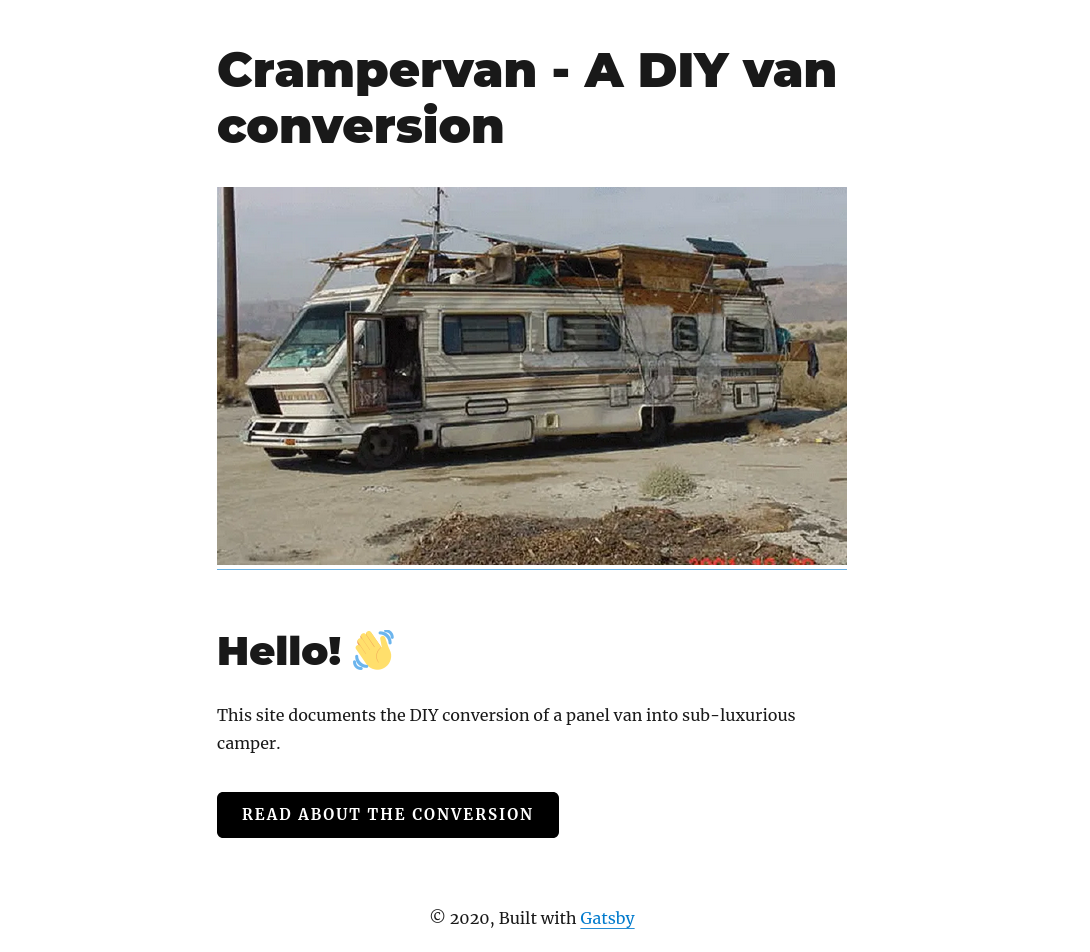 Crampervan - A DIY van
conversion
Hello! 👋
This site documents the DIY conversion of a panel van into sub-luxurious
camper.
READ ABOUT THE CONVERSION
© 2020, Built with Gatsby